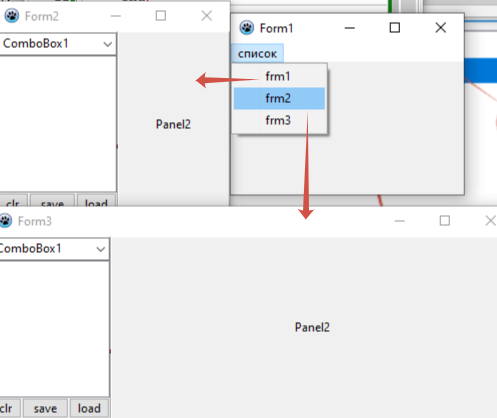 Form2
ComboBox1
Panel2
clr save load
Form1
список
frm1
frm2
frm3
Form3
ComboBox1
Panel2
clr save load